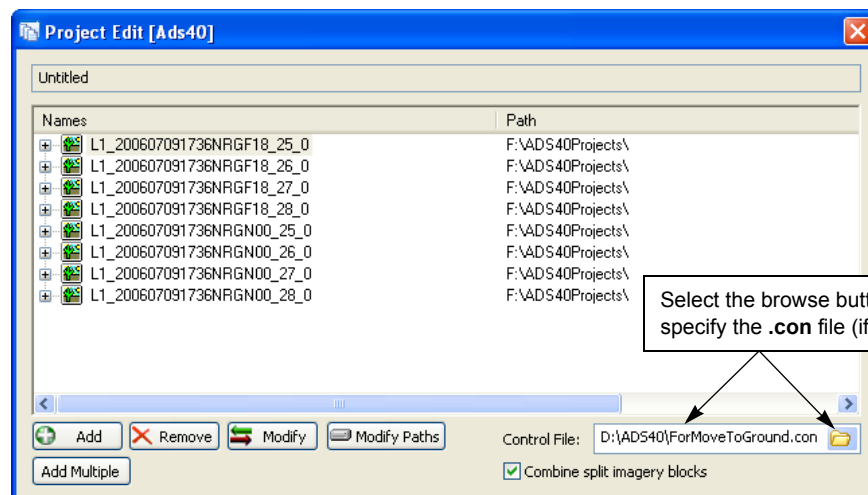 Project Edit [Ads40]
Untitled
Names Path
L1_200607091736NRGF18_25_0 F:\ADS40Projects\
L1_200607091736NRGF18_26_0 F:\ADS40Projects\
L1_200607091736NRGF18_27_0 F:\ADS40Projects\
L1_200607091736NRGF18_28_0 F:\ADS40Projects\
L1_200607091736NRGN00_25_0 F:\ADS40Projects\
L1_200607091736NRGN00_26_0 F:\ADS40Projects\
L1_200607091736NRGN00_27_0 F:\ADS40Projects\
L1_200607091736NRGN00_28_0 F:\ADS40Projects\
Select the browse butt
specify the .con file (if
Add Remove Modify Modify Paths Control File: D:\ADS40\ForMoveToGround.con
Add Multiple Combine split imagery blocks